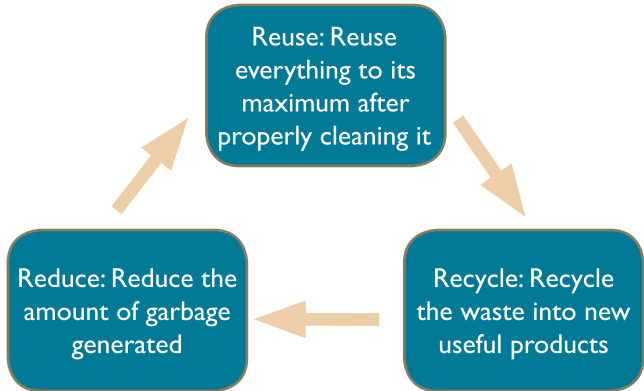 Reuse: Reuse
everything to its
maximum after
properly cleaning it
Reduce: Reduce the
amount of garbage
generated
Recycle: Recycle
the waste into new
useful products